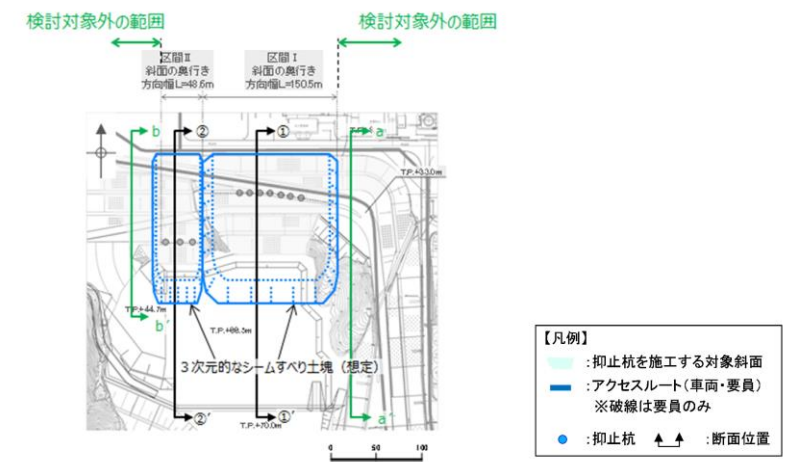 検討対象外の範囲
検討対象外の範囲
区間Ⅱ
斜面の奥行き
方向幅L=48.6m
区間Ⅰ
斜面の奥行き
方向幅L=150.5m
b
②
①
a
T.P.+44.7m
b'
T.P.+70.0m
3次元的なシームすべり土塊(想定)
②'
①'
a'
0 50 100
【凡例】
:抑止杭を施工する対象斜面
:アクセスルート(車両・要員)
※破線は要員のみ
:抑止杭
:断面位置